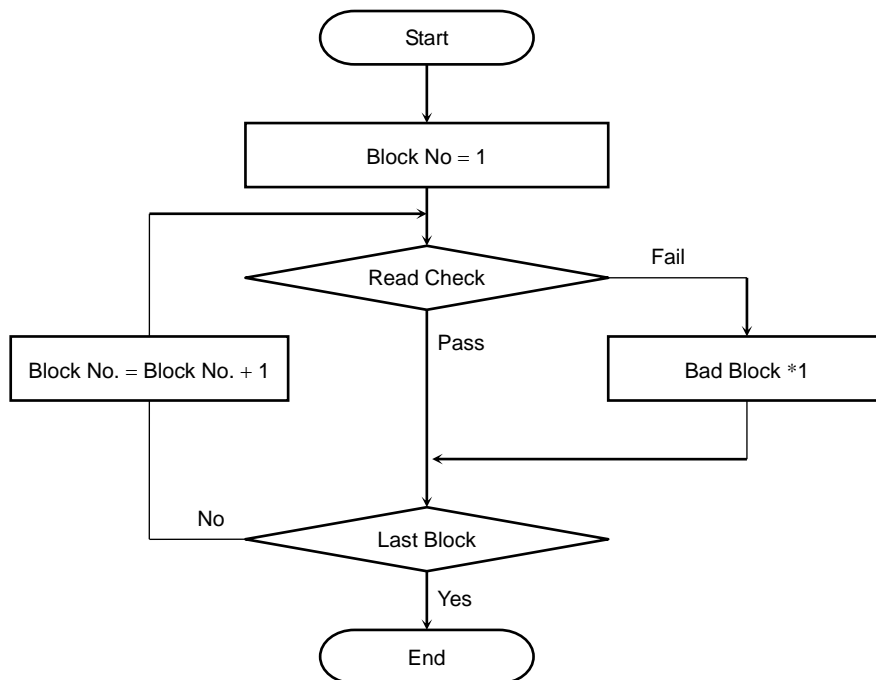 Start
Block No = 1
Read Check
Fail
Pass
Block No. = Block No. + 1
Bad Block *1
No
Last Block
Yes
End